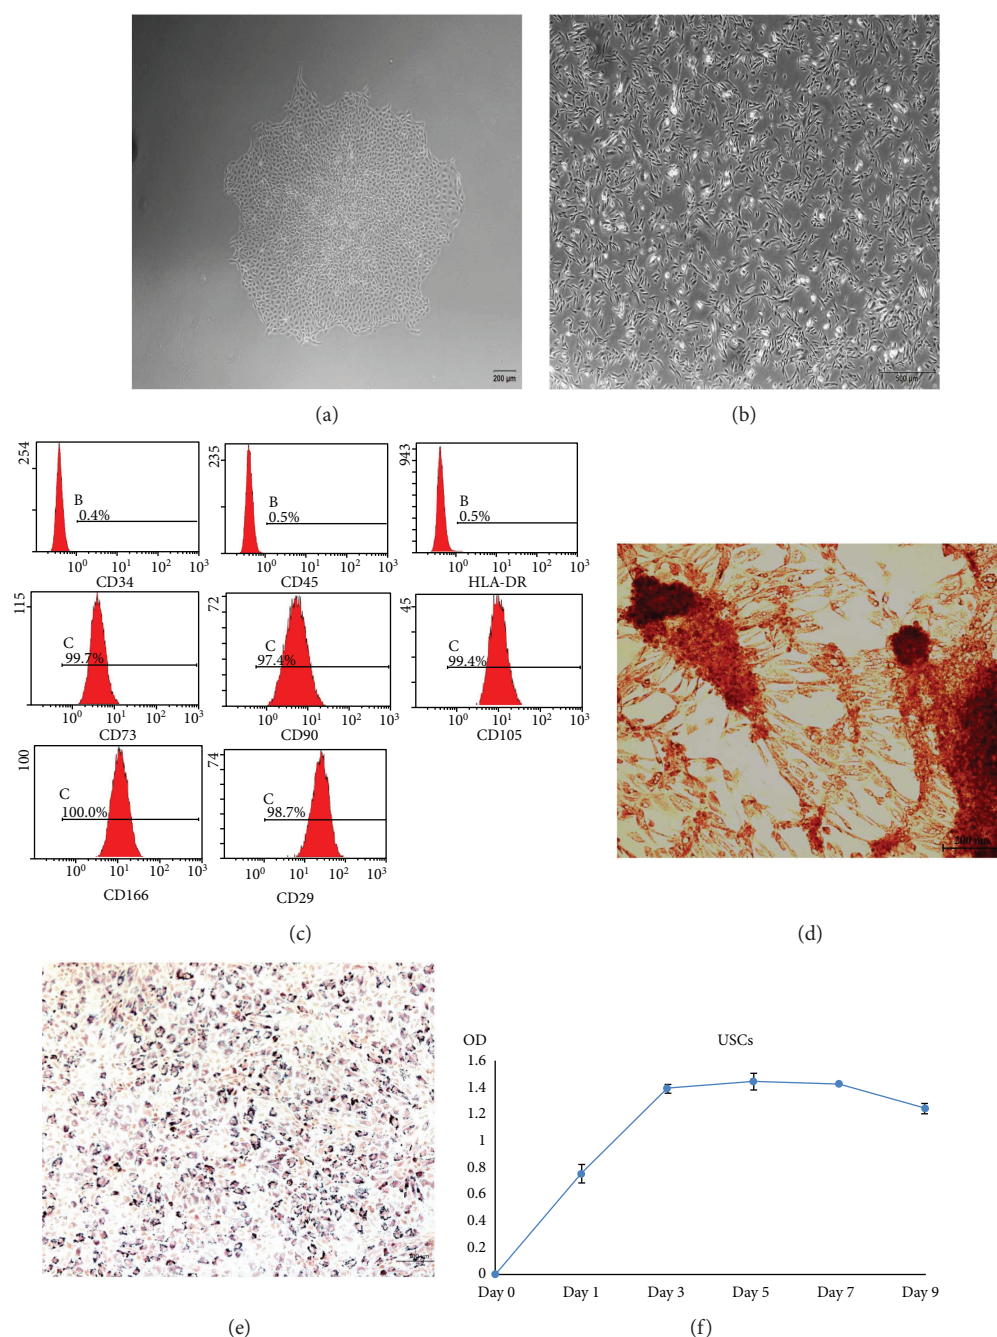 200 µm
500 µm
(a)
(b)
254
B
0.4%
10⁰ 10¹ 10² 10³
CD34
235
B
0.5%
10⁰ 10¹ 10² 10³
CD45
943
B
0.5%
10⁰ 10¹ 10² 10³
HLA-DR
115
C
99.7%
10⁰ 10¹ 10² 10³
CD73
72
C
97.4%
10⁰ 10¹ 10² 10³
CD90
45
C
99.4%
10⁰ 10¹ 10² 10³
CD105
100
C
100.0%
10⁰ 10¹ 10² 10³
CD166
74
C
98.7%
10⁰ 10¹ 10² 10³
CD29
(c)
(d)
OD
USCs
1.6
1.4
1.2
1
0.8
0.6
0.4
0.2
0
Day 0 Day 1 Day 3 Day 5 Day 7 Day 9
(e)
(f)